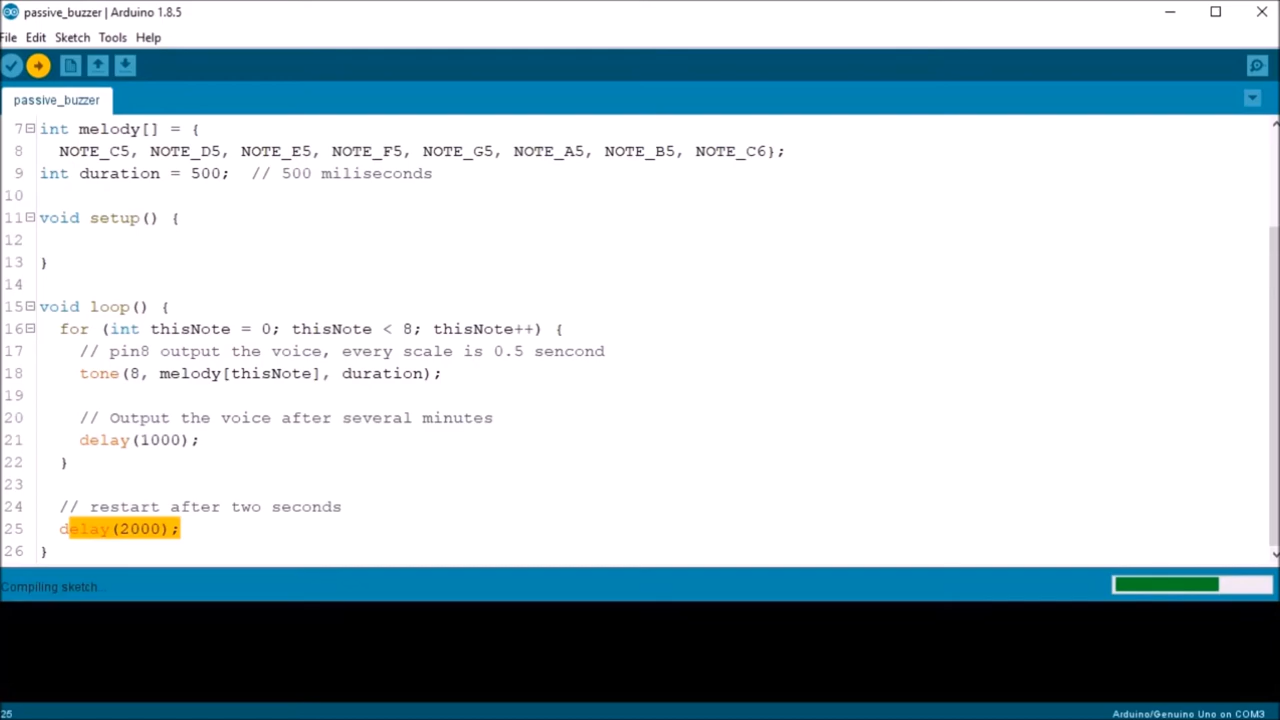 passive_buzzer | Arduino 1.8.5
File Edit Sketch Tools Help
passive_buzzer
7 int melody[] = {
8 NOTE_C5, NOTE_D5, NOTE_E5, NOTE_F5, NOTE_G5, NOTE_A5, NOTE_B5, NOTE_C6};
9 int duration = 500; // 500 miliseconds
10
11 void setup() {
12
13 }
14
15 void loop() {
16 for (int thisNote = 0; thisNote < 8; thisNote++) {
17 // pin8 output the voice, every scale is 0.5 sencond
18 tone(8, melody[thisNote], duration);
19
20 // Output the voice after several minutes
21 delay(1000);
22 }
23
24 // restart after two seconds
25 delay(2000);
26 }
Compiling sketch...
25 Arduino/Genuino Uno on COM3